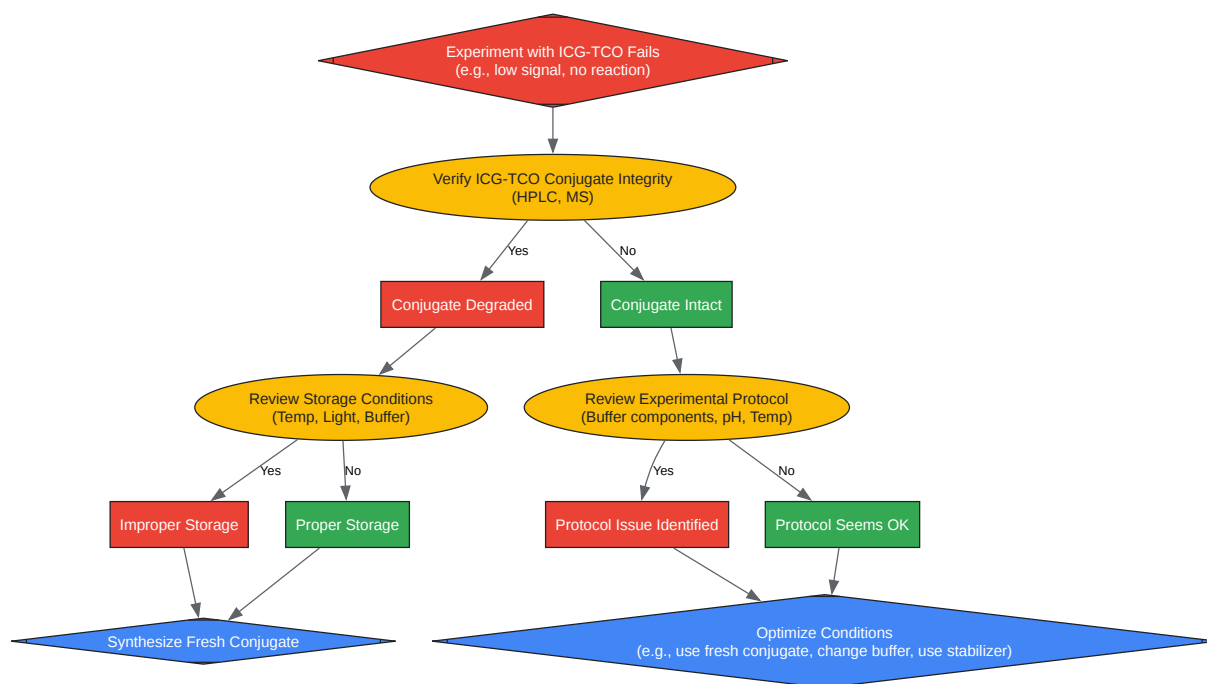 Experiment with ICG-TCO Fails
(e.g., low signal, no reaction)
Verify ICG-TCO Conjugate Integrity
(HPLC, MS)
Yes
No
Conjugate Degraded
Conjugate Intact
Review Storage Conditions
(Temp, Light, Buffer)
Review Experimental Protocol
(Buffer components, pH, Temp)
Yes
No
Yes
No
Improper Storage
Proper Storage
Protocol Issue Identified
Protocol Seems OK
Synthesize Fresh Conjugate
Optimize Conditions
(e.g., use fresh conjugate, change buffer, use stabilizer)